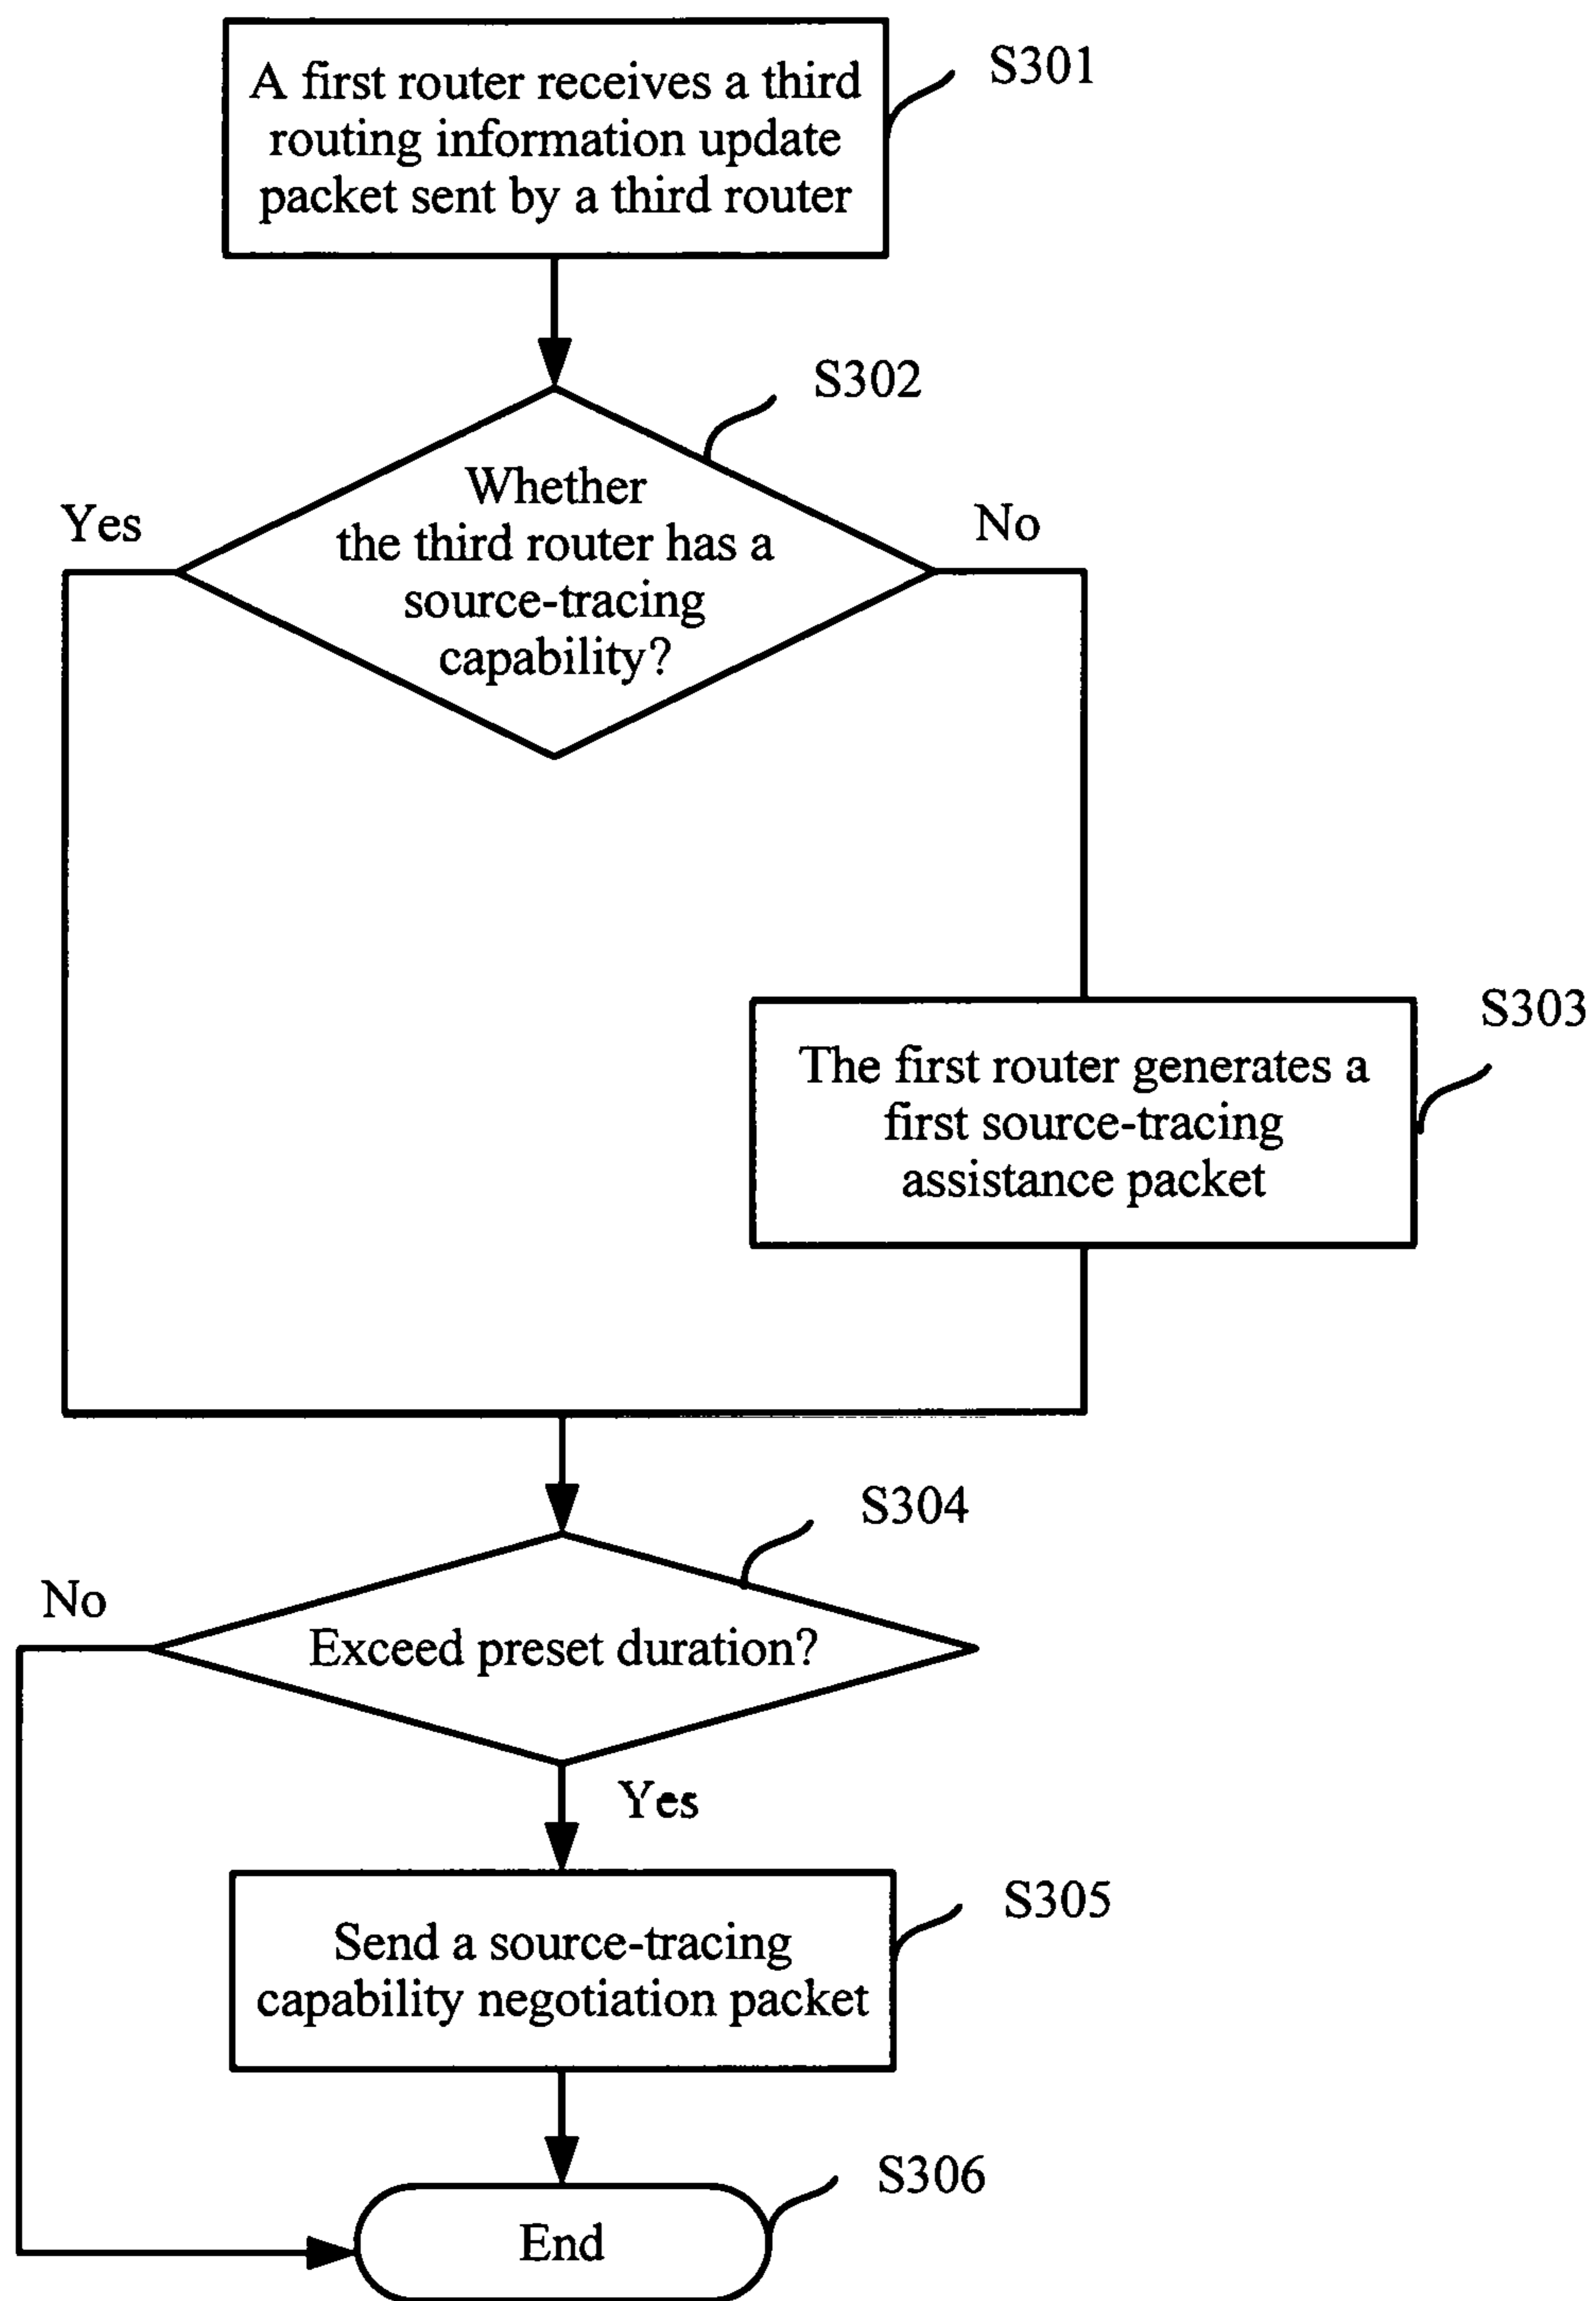 A first router receives a third
routing information update
packet sent by a third router
S301
S302
Whether
the third router has a
source-tracing
capability?
Yes
No
S303
The first router generates a
first source-tracing
assistance packet
S304
No
Exceed preset duration?
Yes
S305
Send a source-tracing
capability negotiation packet
S306
End